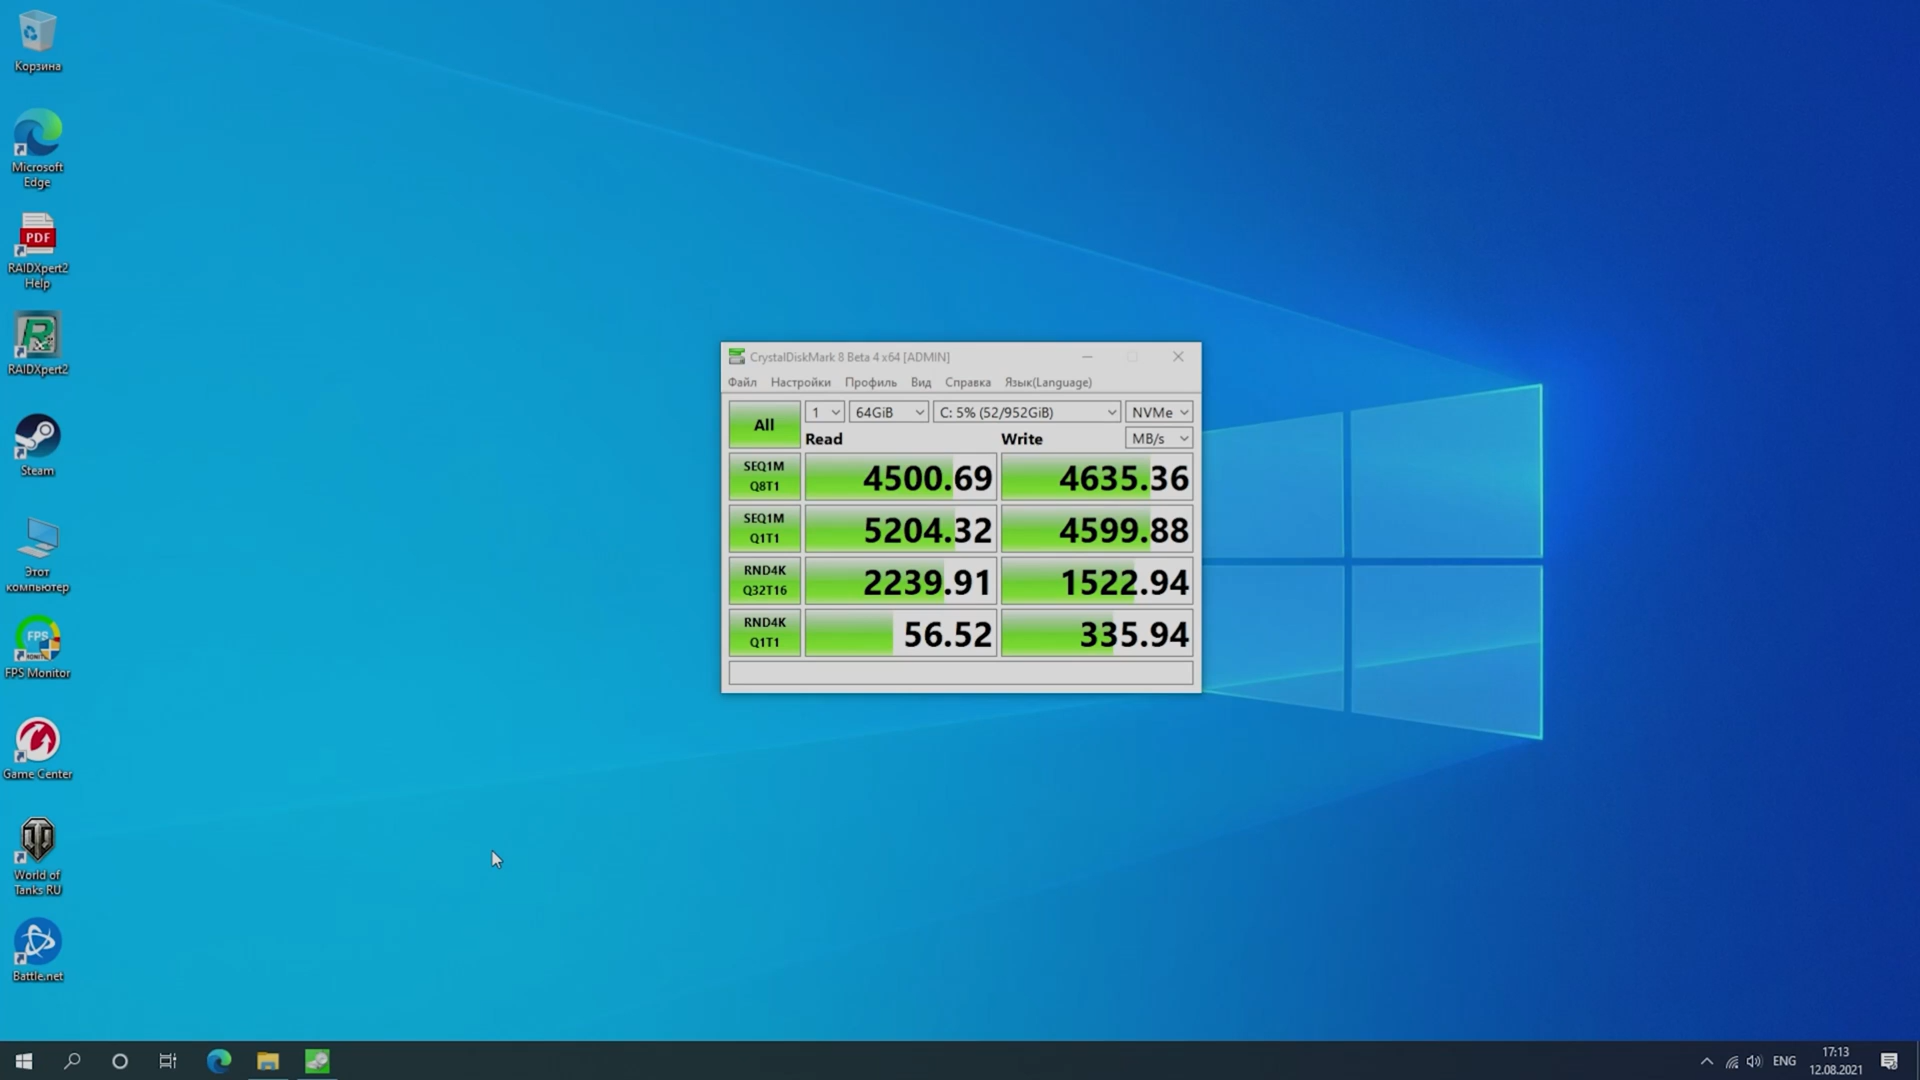 Корзина
Microsoft
Edge
PDF
RAIDXpert2
Help
RAIDXpert2
Steam
Этот
компьютер
FPS
FPS Monitor
Game Center
World of
Tanks RU
Battle.net
CrystalDiskMark 8 Beta 4 x64 [ADMIN]
Файл Настройки Профиль Вид Справка Язык(Language)
All 1 64GiB C: 5% (52/952GiB) NVMe
Read Write MB/s
SEQ1M
Q8T1 4500.69 4635.36
SEQ1M
Q1T1 5204.32 4599.88
RND4K
Q32T16 2239.91 1522.94
RND4K
Q1T1 56.52 335.94
ENG
17:13
12.08.2021